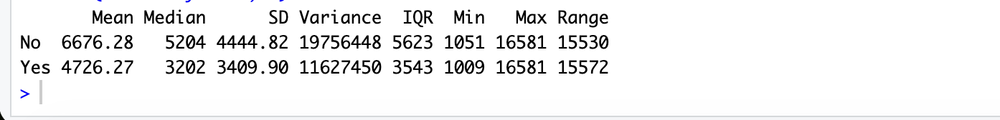 Mean Median SD Variance IQR Min Max Range
No 6676.28 5204 4444.82 19756448 5623 1051 16581 15530
Yes 4726.27 3202 3409.90 11627450 3543 1009 16581 15572
>